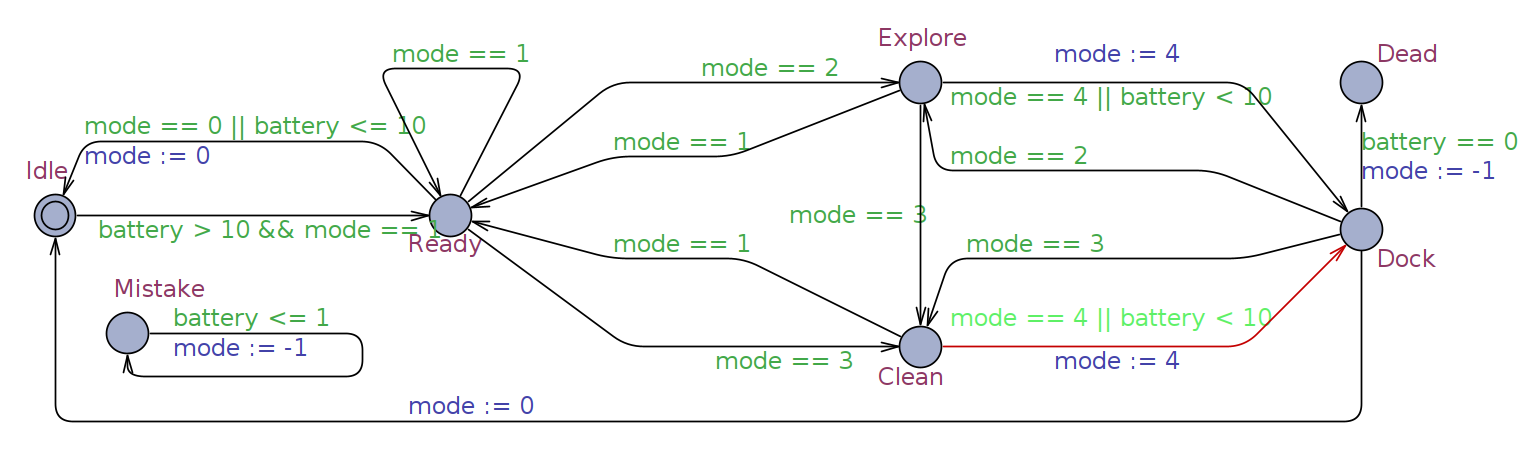 Explore
mode == 1
mode := 4
Dead
mode == 2
mode == 4 || battery < 10
mode == 0 || battery <= 10
mode == 1
battery == 0
mode := 0
mode == 2
Idle
mode := -1
mode == 3
battery > 10 && mode == 1
Ready
mode == 1
mode == 3
Dock
Mistake
battery <= 1
mode == 4 || battery < 10
mode := -1
mode == 3
mode := 4
Clean
mode := 0